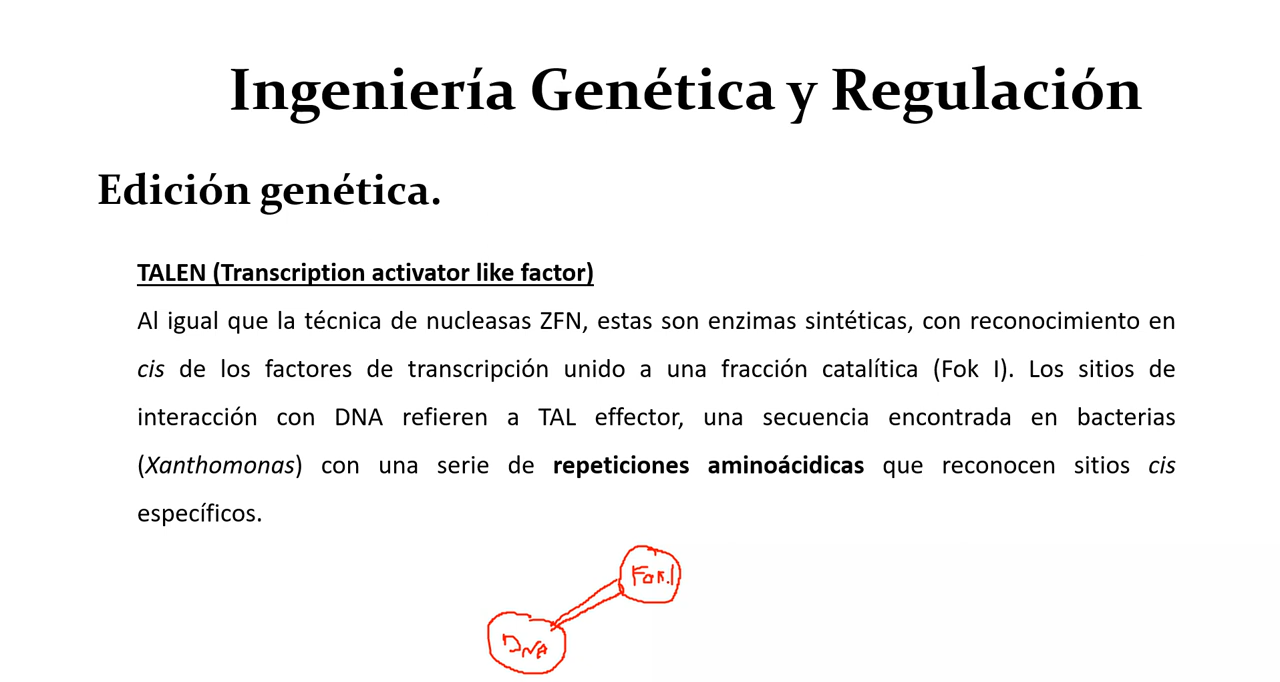 Ingeniería Genética y Regulación
Edición genética.
TALEN (Transcription activator like factor)
Al igual que la técnica de nucleasas ZFN, estas son enzimas sintéticas, con reconocimiento en
cis de los factores de transcripción unido a una fracción catalítica (Fok I). Los sitios de
interacción con DNA refieren a TAL effector, una secuencia encontrada en bacterias
(Xanthomonas) con una serie de repeticiones aminoácidicas que reconocen sitios cis
específicos.
Fok.I
DNA